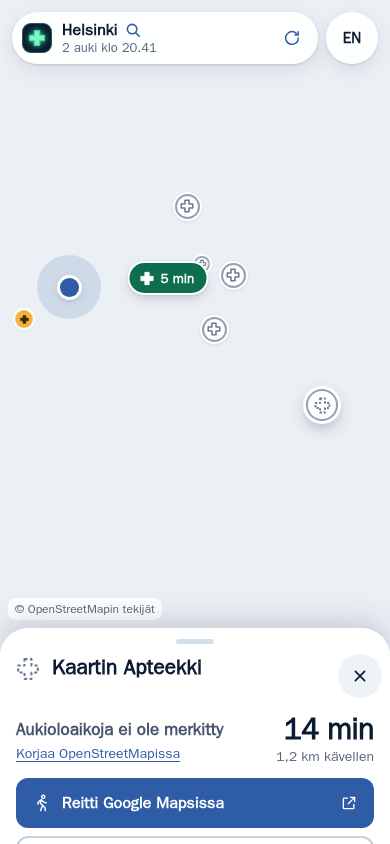 Helsinki
2 auki klo 20.41
EN
5 min
© OpenStreetMapin tekijät
Kaartin Apteekki
Aukioloaikoja ei ole merkitty
14 min
Korjaa OpenStreetMapissa
1,2 km kävellen
Reitti Google Mapsissa